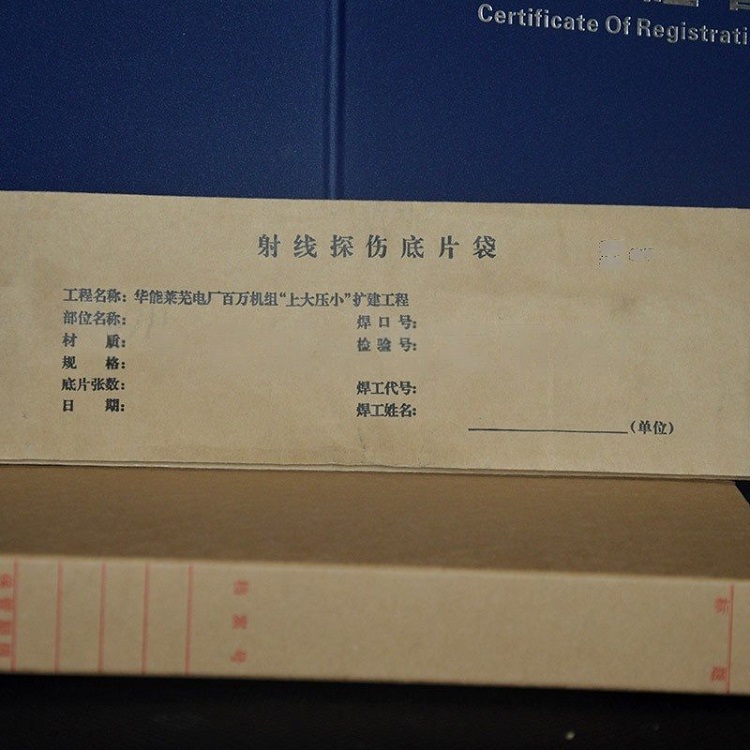 Certificate Of Registrati
射线探伤底片袋
工程名称：华能莱芜电厂百万机组“上大压小”扩建工程
部位名称： 焊口号：
材 质： 检验号：
规 格：
底片张数： 焊工代号：
日 期： 焊工姓名：
（单位）
号